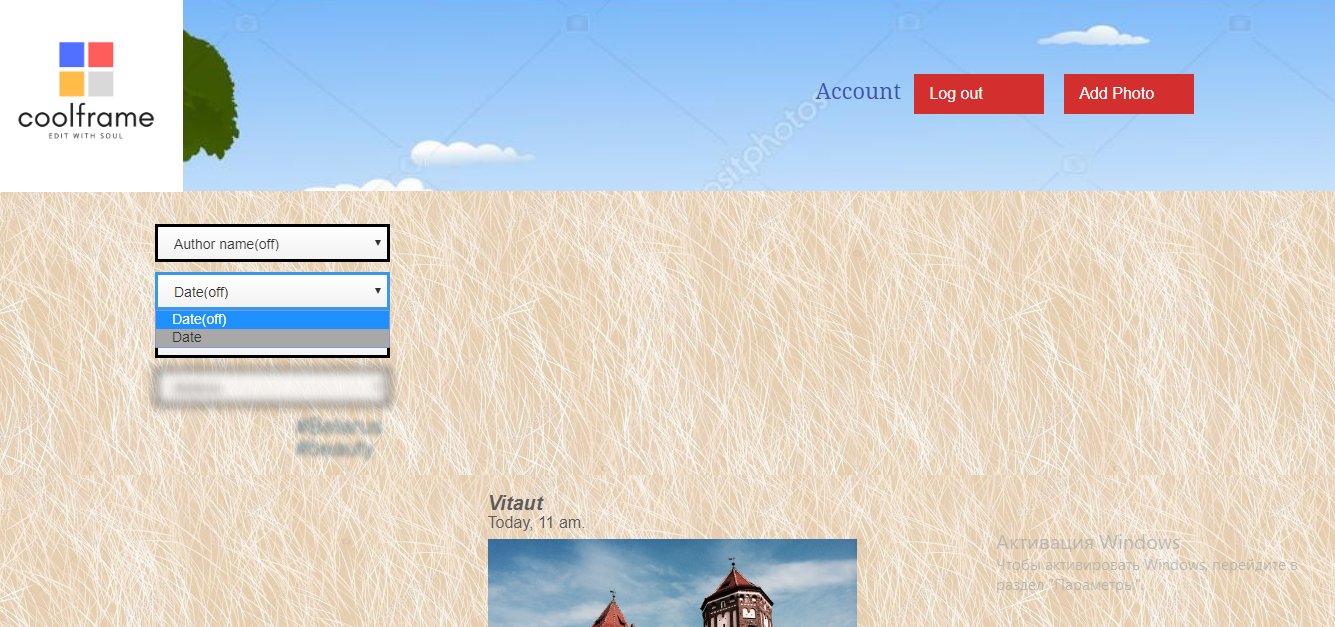 coolframe
EDIT WITH SOUL
Account
Log out
Add Photo
depositphotos
Author name(off)
Date(off)
Date(off)
Date
#Belarus
#beauty
Vitaut
Today, 11 am.
Активация Windows
Чтобы активировать Windows, перейдите в
раздел "Параметры".